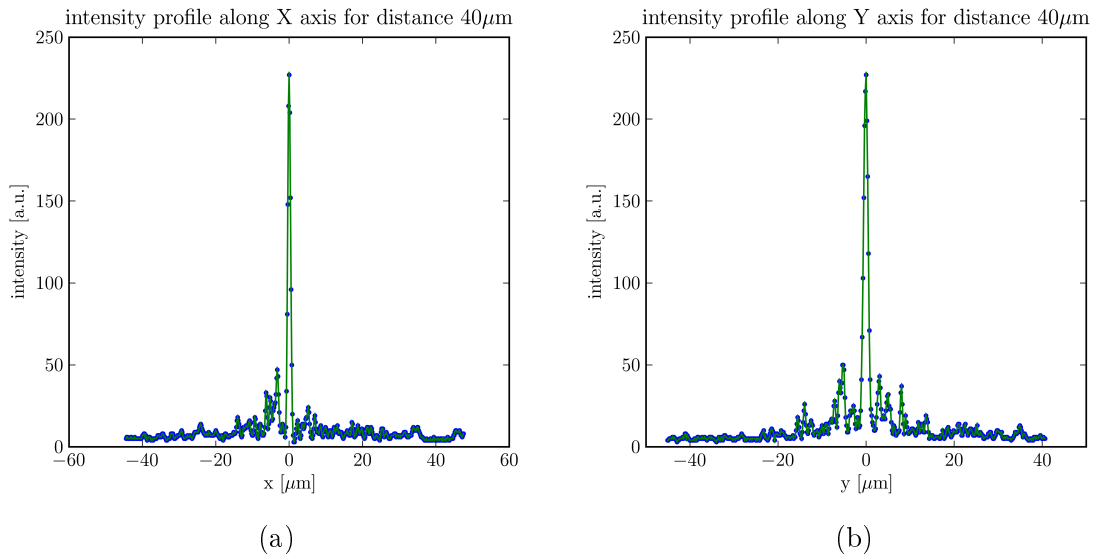 intensity profile along X axis for distance 40μm
250
200
150
100
50
0
intensity [a.u.]
−60 −40 −20 0 20 40 60
x [μm]
(a)
intensity profile along Y axis for distance 40μm
250
200
150
100
50
0
intensity [a.u.]
−40 −20 0 20 40
y [μm]
(b)